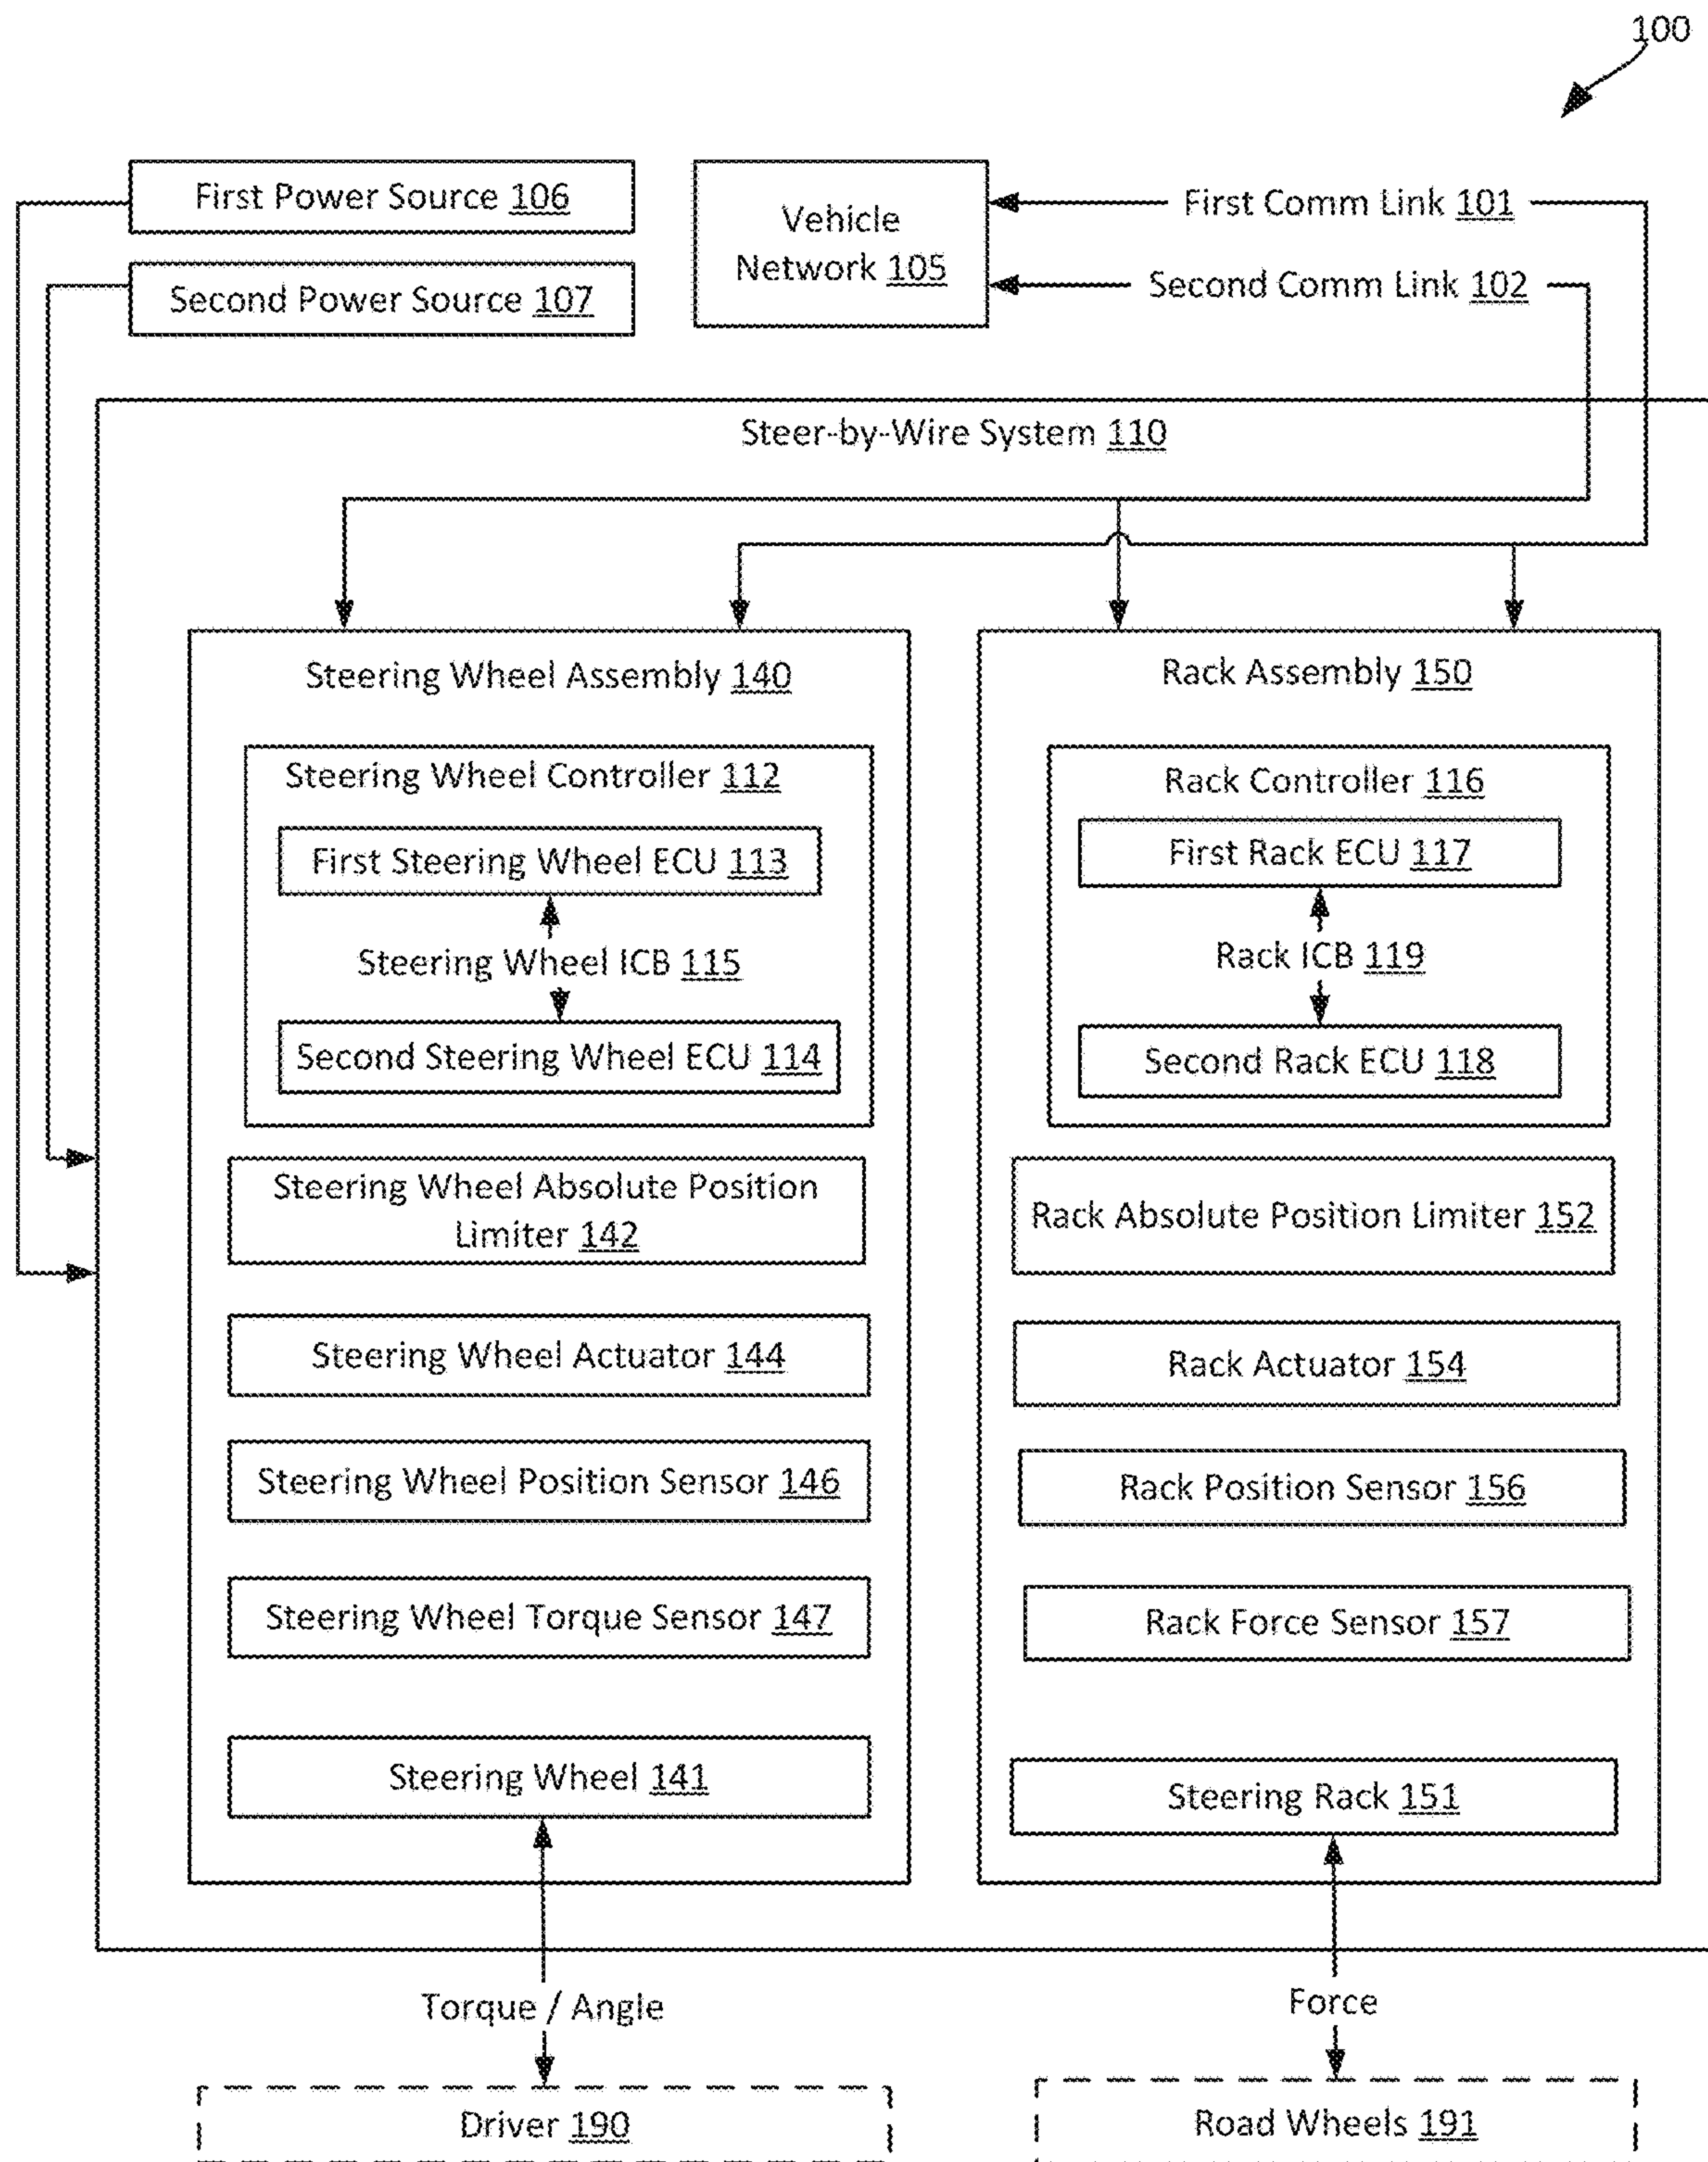 100
First Power Source 106
Second Power Source 107
Vehicle
Network 105
First Comm Link 101
Second Comm Link 102
Steer-by-Wire System 110
Steering Wheel Assembly 140
Steering Wheel Controller 112
First Steering Wheel ECU 113
Steering Wheel ICB 115
Second Steering Wheel ECU 114
Steering Wheel Absolute Position
Limiter 142
Steering Wheel Actuator 144
Steering Wheel Position Sensor 146
Steering Wheel Torque Sensor 147
Steering Wheel 141
Rack Assembly 150
Rack Controller 116
First Rack ECU 117
Rack ICB 119
Second Rack ECU 118
Rack Absolute Position Limiter 152
Rack Actuator 154
Rack Position Sensor 156
Rack Force Sensor 157
Steering Rack 151
Torque / Angle
Force
Driver 190
Road Wheels 191